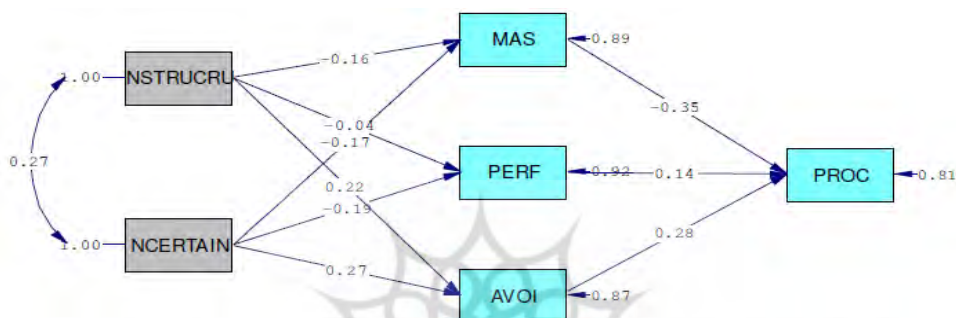 MAS
0.89
-0.16
1.00
NSTRUCRU
-0.35
-0.04
-0.17
0.27
PERF
0.92
0.14
PROC
0.81
0.22
-0.19
0.28
1.00
NCERTAIN
0.27
AVOI
0.87